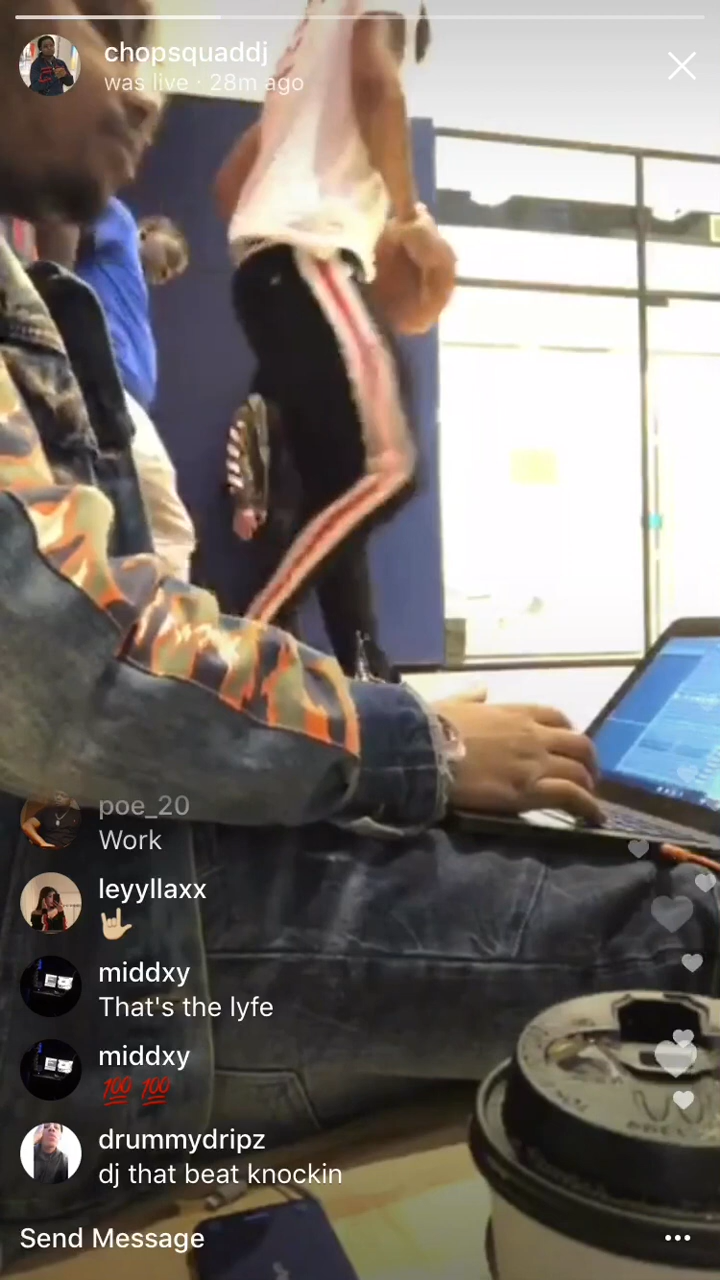 chopsquaddj
was live · 28m ago
poe_20
Work
leyyllaxx
🤟🏼
middxy
That's the lyfe
middxy
💯 💯
drummydripz
dj that beat knockin
Send Message